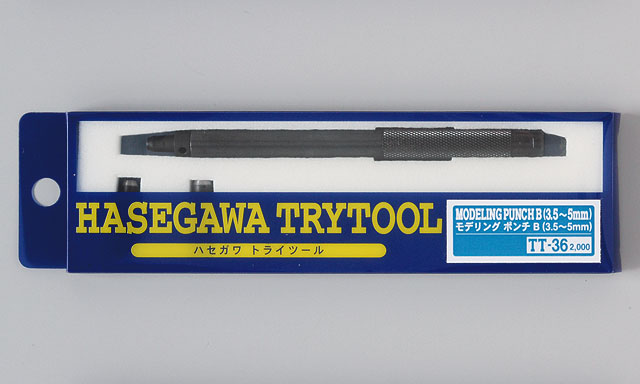 HASEGAWA TRYTOOL
ハセガワ トライツール
MODELING PUNCH B (3.5～5mm)
モデリング ポンチ B (3.5～5mm)
TT-36 2,000